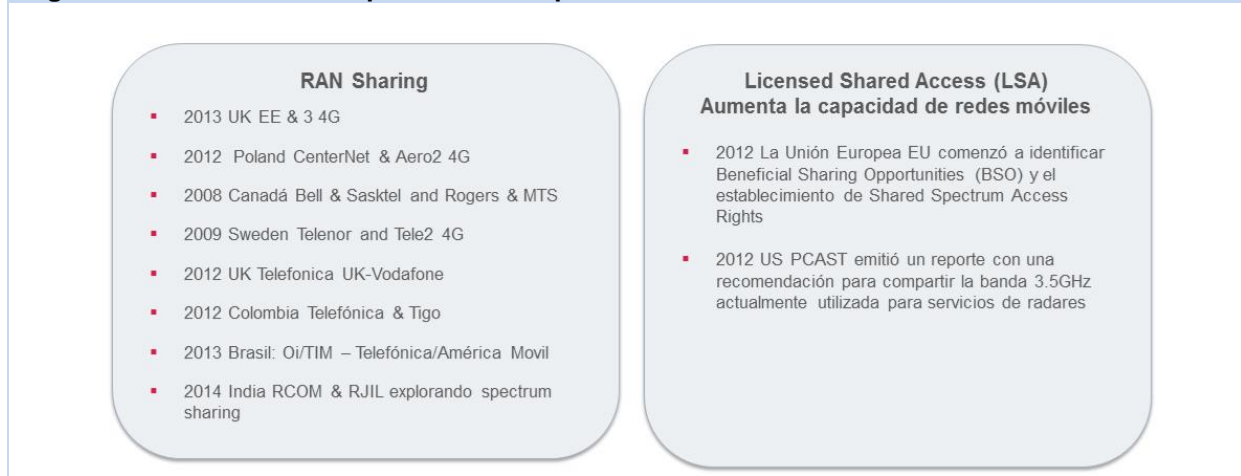 RAN Sharing
▪ 2013 UK EE & 3 4G
▪ 2012 Poland CenterNet & Aero2 4G
▪ 2008 Canadá Bell & Sasktel and Rogers & MTS
▪ 2009 Sweden Telenor and Tele2 4G
▪ 2012 UK Telefonica UK-Vodafone
▪ 2012 Colombia Telefónica & Tigo
▪ 2013 Brasil: Oi/TIM – Telefónica/América Movil
▪ 2014 India RCOM & RJIL explorando spectrum
sharing
Licensed Shared Access (LSA)
Aumenta la capacidad de redes móviles
▪ 2012 La Unión Europea EU comenzó a identificar
Beneficial Sharing Opportunities (BSO) y el
establecimiento de Shared Spectrum Access
Rights
▪ 2012 US PCAST emitió un reporte con una
recomendación para compartir la banda 3.5GHz
actualmente utilizada para servicios de radares